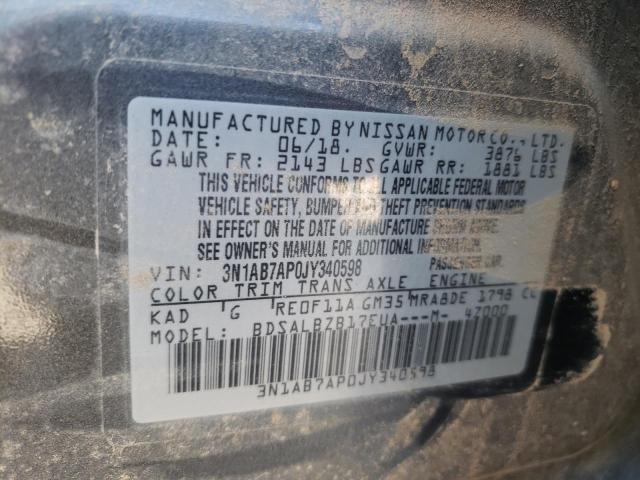 MANUFACTURED BY NISSAN MOTOR CO., LTD.
DATE: 06/18. GVWR: 3876 LBS
GAWR FR: 2143 LBS GAWR RR: 1881 LBS
THIS VEHICLE CONFORMS TO ALL APPLICABLE FEDERAL MOTOR
VEHICLE SAFETY, BUMPER AND THEFT PREVENTION STANDARDS
IN EFFECT ON THE DATE OF MANUFACTURE SHOWN ABOVE.
SEE OWNER'S MANUAL FOR ADDITIONAL INFORMATION.
VIN: 3N1AB7AP0JY340598 PASSENGER CAR
COLOR TRIM TRANS AXLE ENGINE
KAD G RE0F11A GM35 MRA8DE 1798 CC
MODEL: BDSALBZB17EUA---M- 4Z000
3N1AB7AP0JY340598